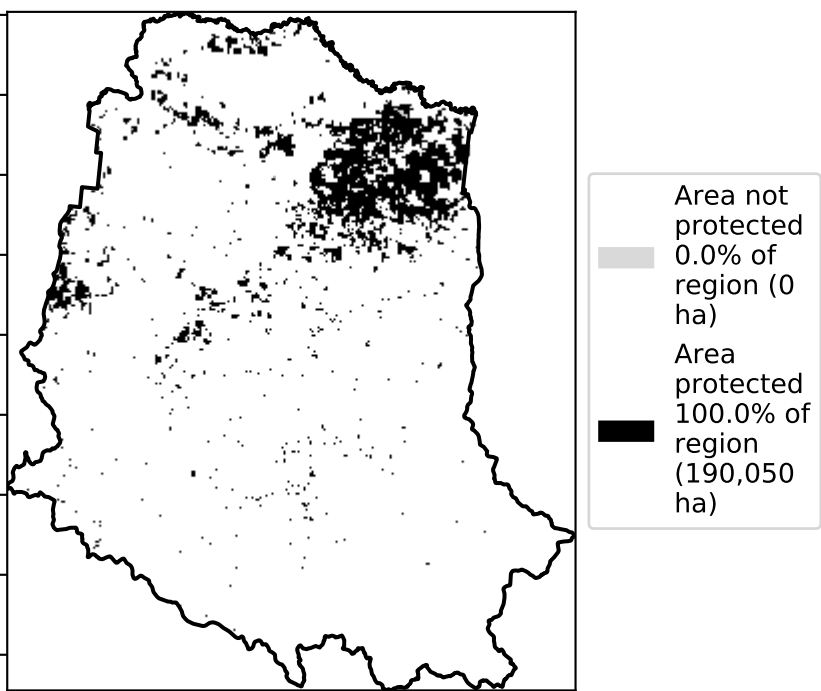 Area not
protected
0.0% of
region (0
ha)
Area
protected
100.0% of
region
(190,050
ha)